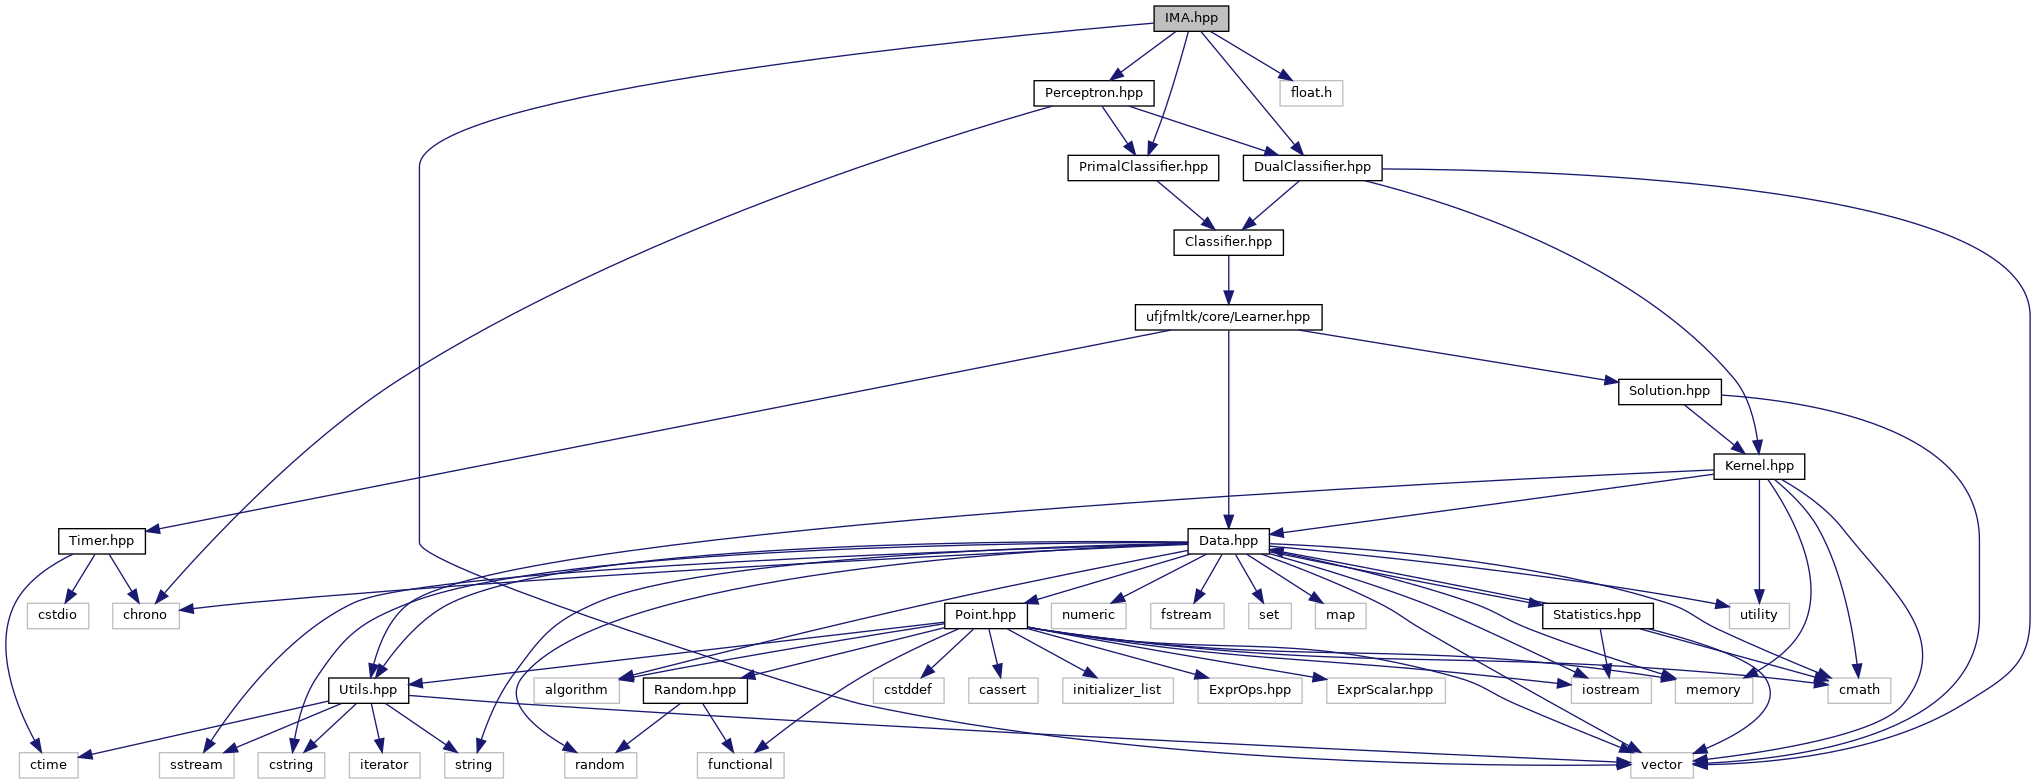 IMA.hpp
Perceptron.hpp
float.h
PrimalClassifier.hpp
DualClassifier.hpp
Classifier.hpp
ufjfmltk/core/Learner.hpp
Solution.hpp
Kernel.hpp
Timer.hpp
Data.hpp
cstdio
chrono
Point.hpp
numeric
fstream
set
map
Statistics.hpp
utility
Utils.hpp
algorithm
Random.hpp
cstddef
cassert
initializer_list
ExprOps.hpp
ExprScalar.hpp
iostream
memory
cmath
ctime
sstream
cstring
iterator
string
random
functional
vector